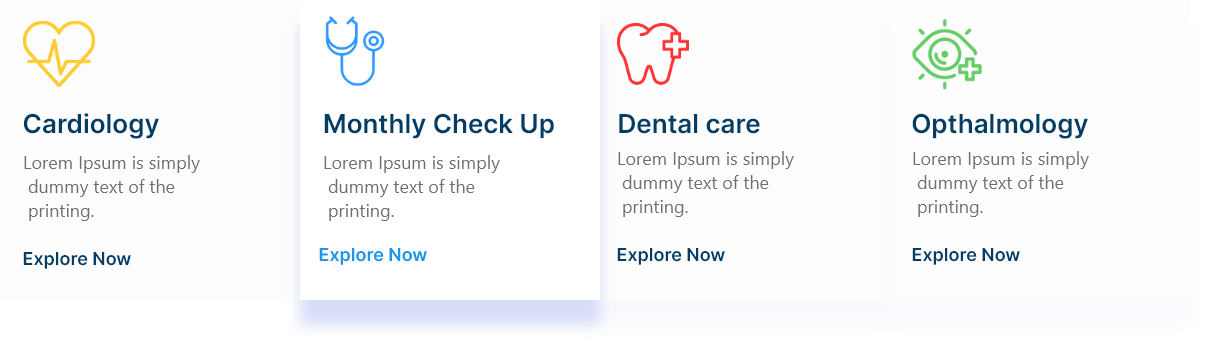 Cardiology
Lorem Ipsum is simply
dummy text of the
printing.
Explore Now
Monthly Check Up
Lorem Ipsum is simply
dummy text of the
printing.
Explore Now
Dental care
Lorem Ipsum is simply
dummy text of the
printing.
Explore Now
Opthalmology
Lorem Ipsum is simply
dummy text of the
printing.
Explore Now